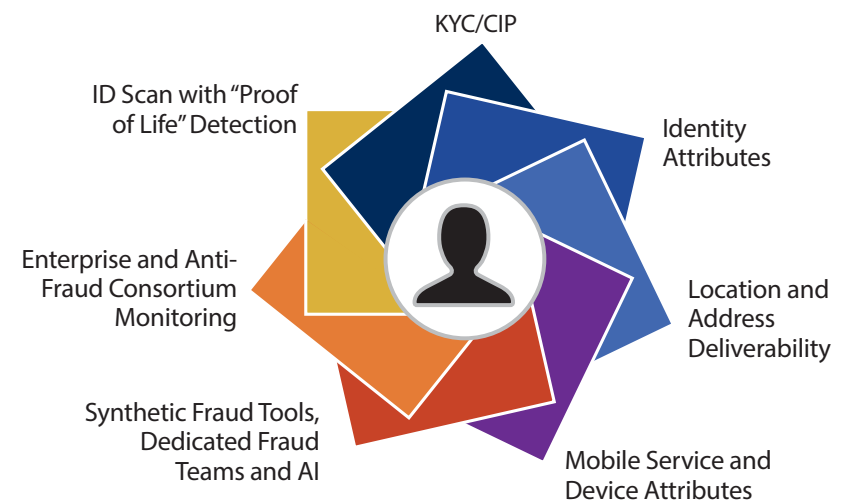 KYC/CIP
Identity
Attributes
Location and
Address
Deliverability
Mobile Service and
Device Attributes
Synthetic Fraud Tools,
Dedicated Fraud
Teams and AI
Enterprise and Anti-
Fraud Consortium
Monitoring
ID Scan with “Proof
of Life” Detection